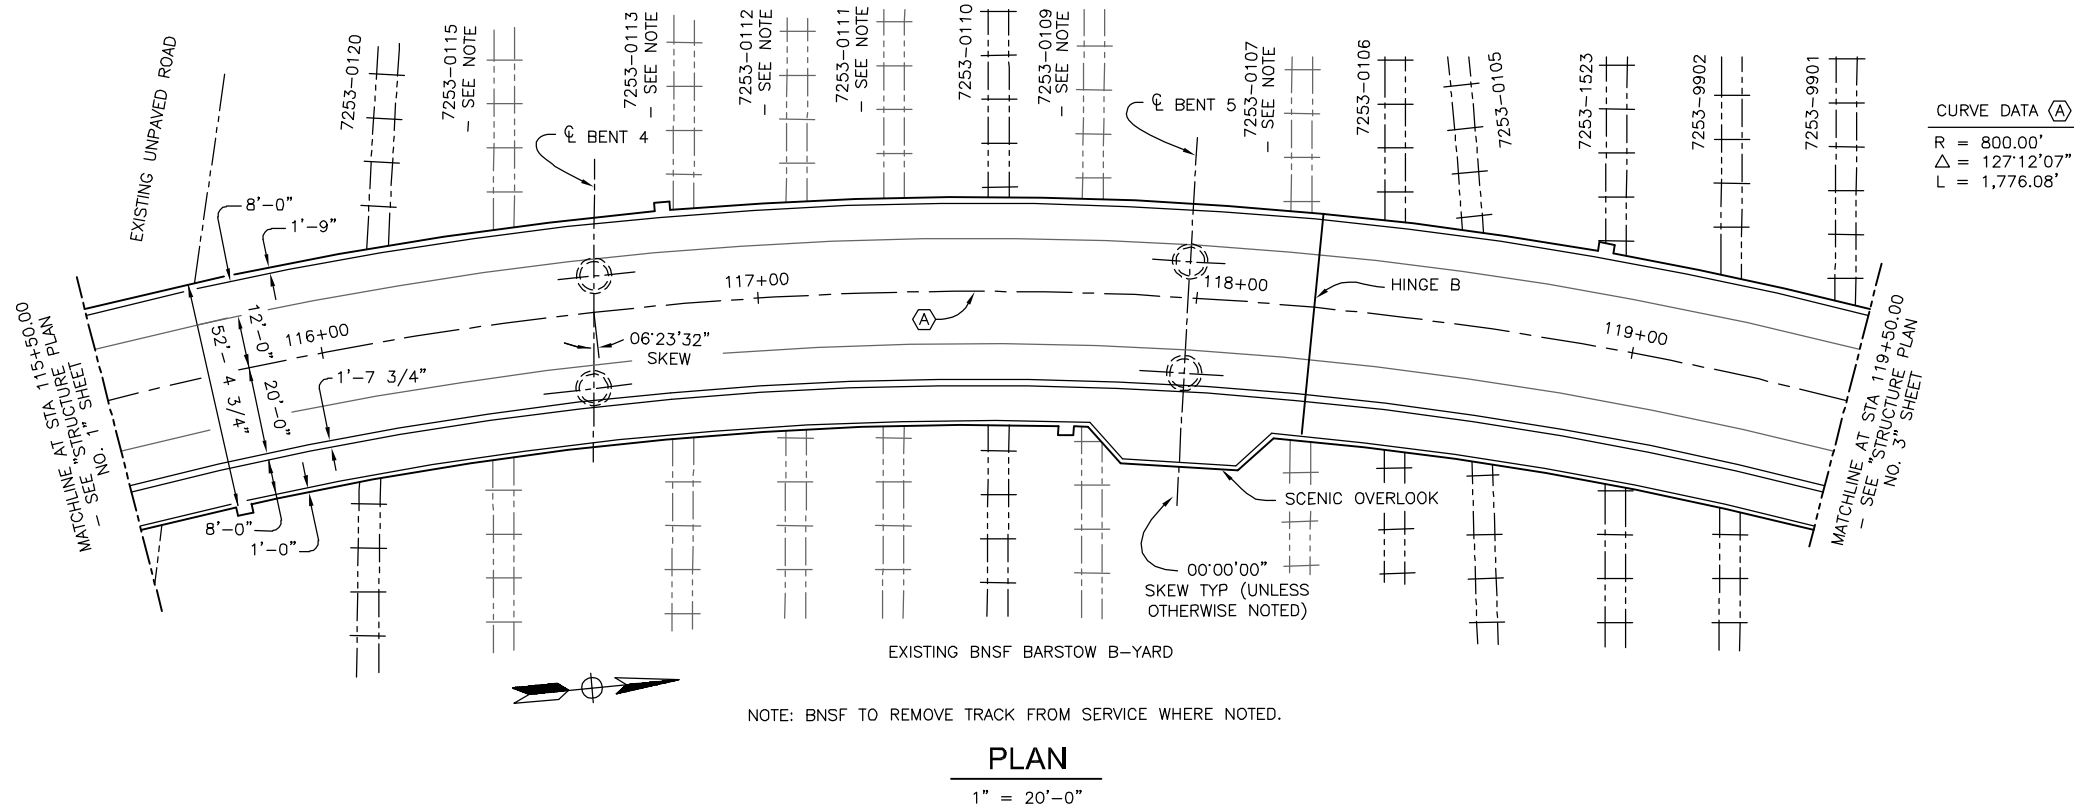 EXISTING UNPAVED ROAD
7253-0120
7253-0115
- SEE NOTE
7253-0113
- SEE NOTE
7253-0112
- SEE NOTE
7253-0111
- SEE NOTE
7253-0110
7253-0109
- SEE NOTE
7253-0107
- SEE NOTE
7253-0106
7253-0105
7253-1523
7253-9902
7253-9901
CURVE DATA A
R = 800.00'
△ = 127°12'07"
L = 1,776.08'
℄ BENT 4
℄ BENT 5
8'-0"
1'-9"
MATCHLINE AT STA 115+50.00
- SEE "STRUCTURE PLAN
NO. 1" SHEET
12'-0"
52'- 4 3/4"
20'-0"
116+00
117+00
118+00
119+00
A
HINGE B
06°23'32"
SKEW
1'-7 3/4"
8'-0"
1'-0"
MATCHLINE AT STA 119+50.00
- SEE "STRUCTURE PLAN
NO. 3" SHEET
SCENIC OVERLOOK
00°00'00"
SKEW TYP (UNLESS
OTHERWISE NOTED)
EXISTING BNSF BARSTOW B-YARD
NOTE: BNSF TO REMOVE TRACK FROM SERVICE WHERE NOTED.
PLAN
1" = 20'-0"